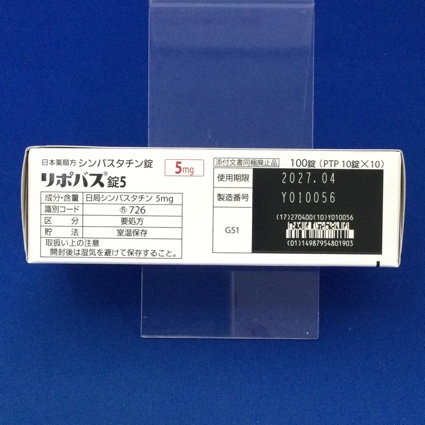 日本薬局方 シンバスタチン錠
リポバス®錠5
5mg
成分・含量 日局シンバスタチン 5mg
識別コード 726
区 分 要処方
貯 法 室温保存
取扱い上の注意
開封後は湿気を避けて保存すること。
添付文書同梱廃止品
100錠(PTP 10錠×10)
使用期限 2027.04
製造番号 Y010056
GS1
(17)270400(10)Y010056
(01)14987954801903